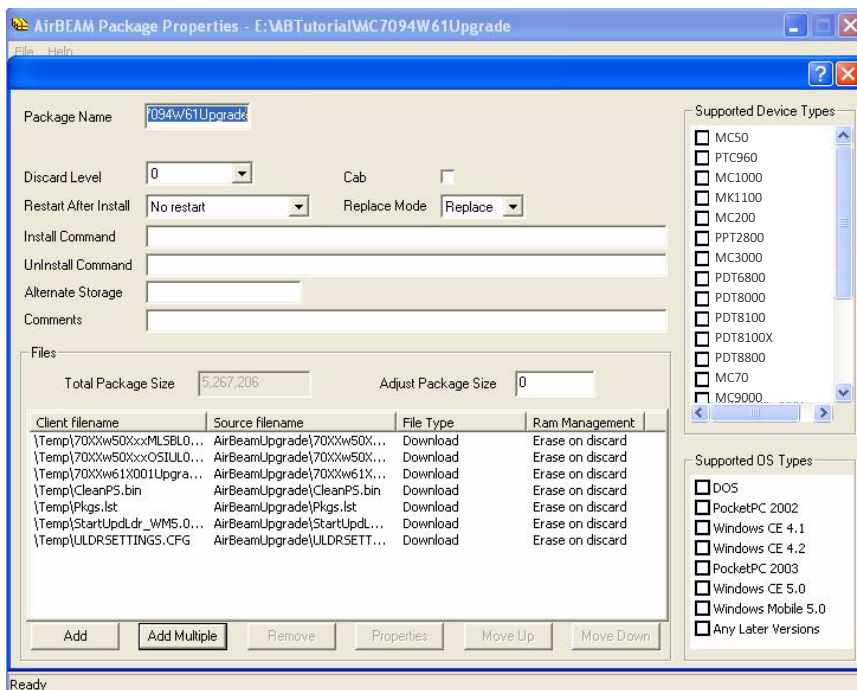 AirBEAM Package Properties - E:\ABTutorial\MC7094W61Upgrade
File Help
Package Name 7094W61Upgrade
Discard Level 0 Cab
Restart After Install No restart Replace Mode Replace
Install Command
UnInstall Command
Alternate Storage
Comments
Files
Total Package Size 5,267,206 Adjust Package Size 0
Client filename Source filename File Type Ram Management
\Temp\70XXw50XxxMLSBL0... AirBeamUpgrade\70XXw50X... Download Erase on discard
\Temp\70XXw50XxxOSIUL0... AirBeamUpgrade\70XXw50X... Download Erase on discard
\Temp\70XXw61X001Upgra... AirBeamUpgrade\70XXw61X... Download Erase on discard
\Temp\CleanPS.bin AirBeamUpgrade\CleanPS.bin Download Erase on discard
\Temp\Pkgs.lst AirBeamUpgrade\Pkgs.lst Download Erase on discard
\Temp\StartUpdLdr_WM5.0... AirBeamUpgrade\StartUpdL... Download Erase on discard
\Temp\ULDRSETTINGS.CFG AirBeamUpgrade\ULDRSETT... Download Erase on discard
Add Add Multiple Remove Properties Move Up Move Down
Supported Device Types
MC50
PTC960
MC1000
MK1100
MC200
PPT2800
MC3000
PDT6800
PDT8000
PDT8100
PDT8100X
PDT8800
MC70
MC9000
Supported OS Types
DOS
PocketPC 2002
Windows CE 4.1
Windows CE 4.2
PocketPC 2003
Windows CE 5.0
Windows Mobile 5.0
Any Later Versions
Ready